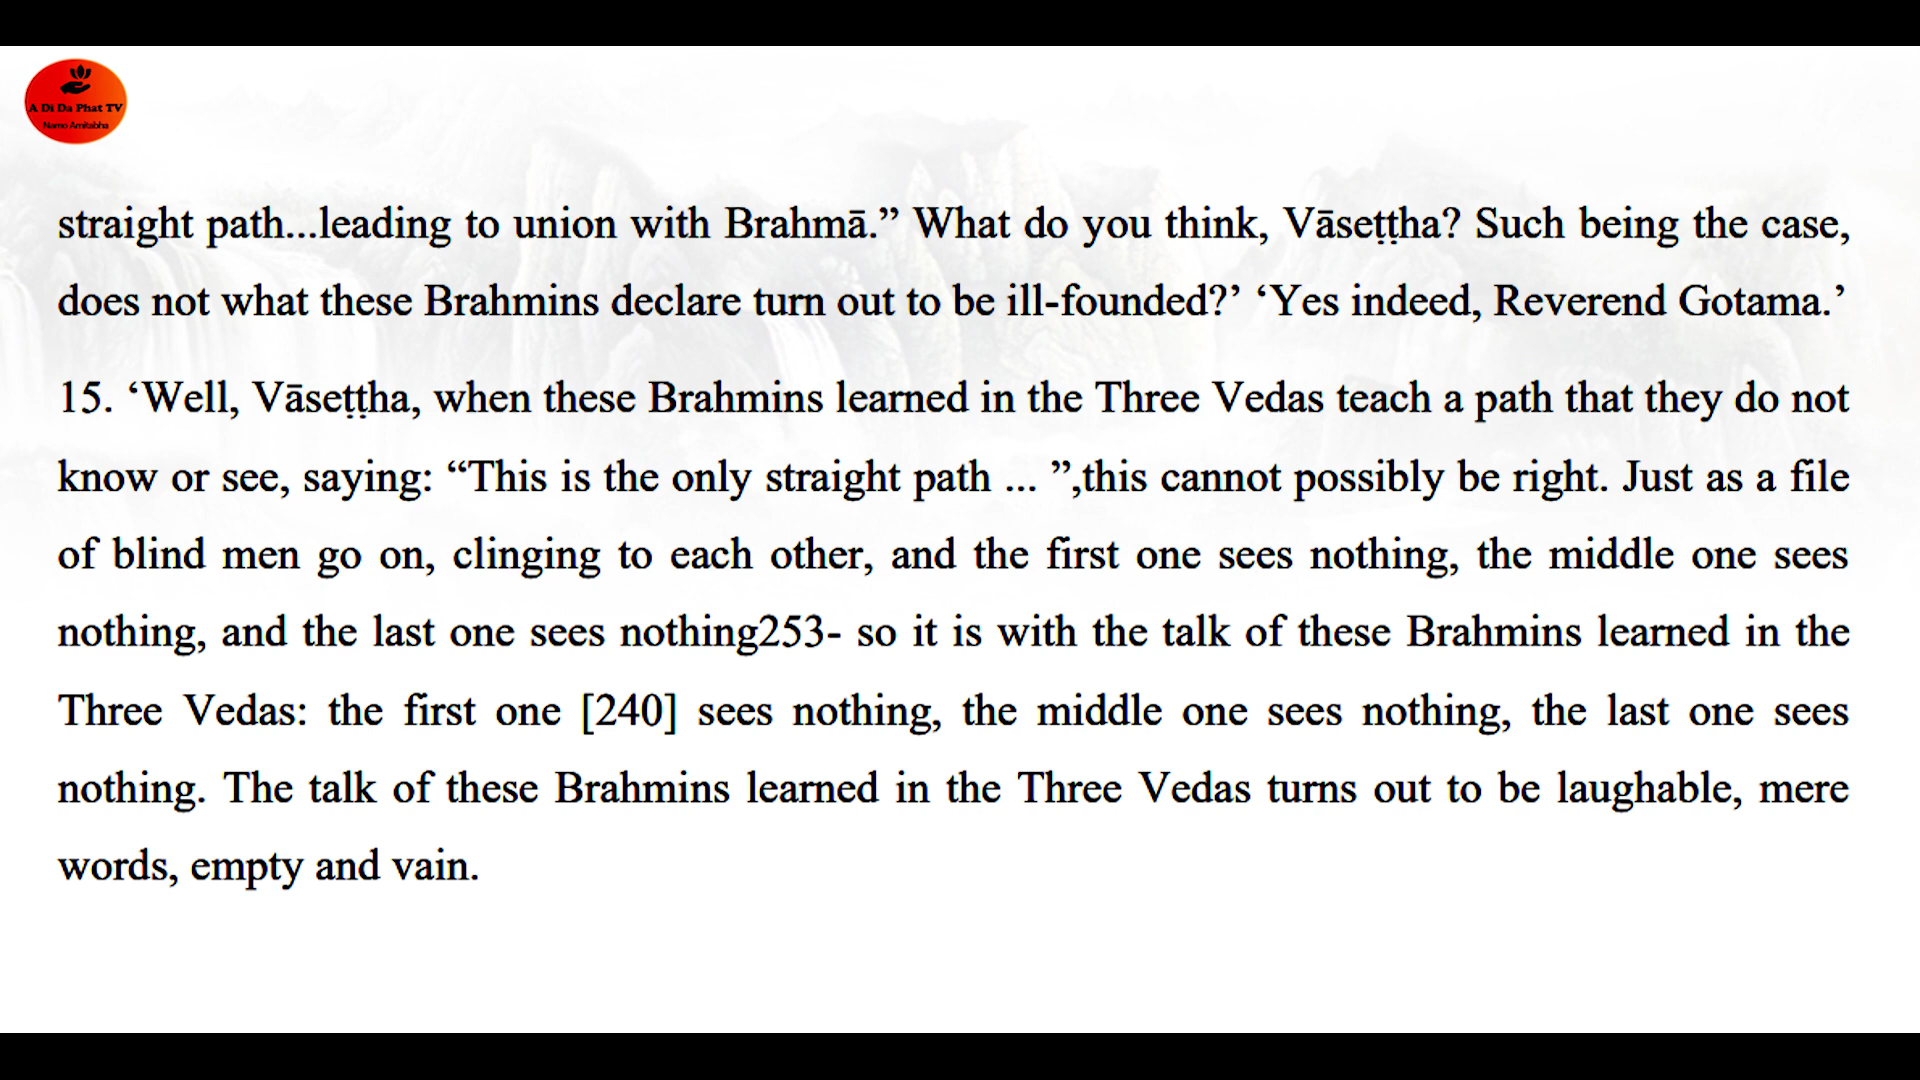 A Di Da Phat TV
Namo Amitabha
straight path...leading to union with Brahmā.” What do you think, Vāseṭṭha? Such being the case,
does not what these Brahmins declare turn out to be ill-founded?’ ‘Yes indeed, Reverend Gotama.’
15. ‘Well, Vāseṭṭha, when these Brahmins learned in the Three Vedas teach a path that they do not
know or see, saying: “This is the only straight path ... ”,this cannot possibly be right. Just as a file
of blind men go on, clinging to each other, and the first one sees nothing, the middle one sees
nothing, and the last one sees nothing253- so it is with the talk of these Brahmins learned in the
Three Vedas: the first one [240] sees nothing, the middle one sees nothing, the last one sees
nothing. The talk of these Brahmins learned in the Three Vedas turns out to be laughable, mere
words, empty and vain.